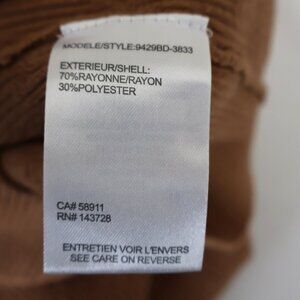 MODELE/STYLE:9429BD-3833
EXTERIEUR/SHELL:
70%RAYONNE/RAYON
30%POLYESTER
CA# 58911
RN# 143728
ENTRETIEN VOIR L'ENVERS
SEE CARE ON REVERSE